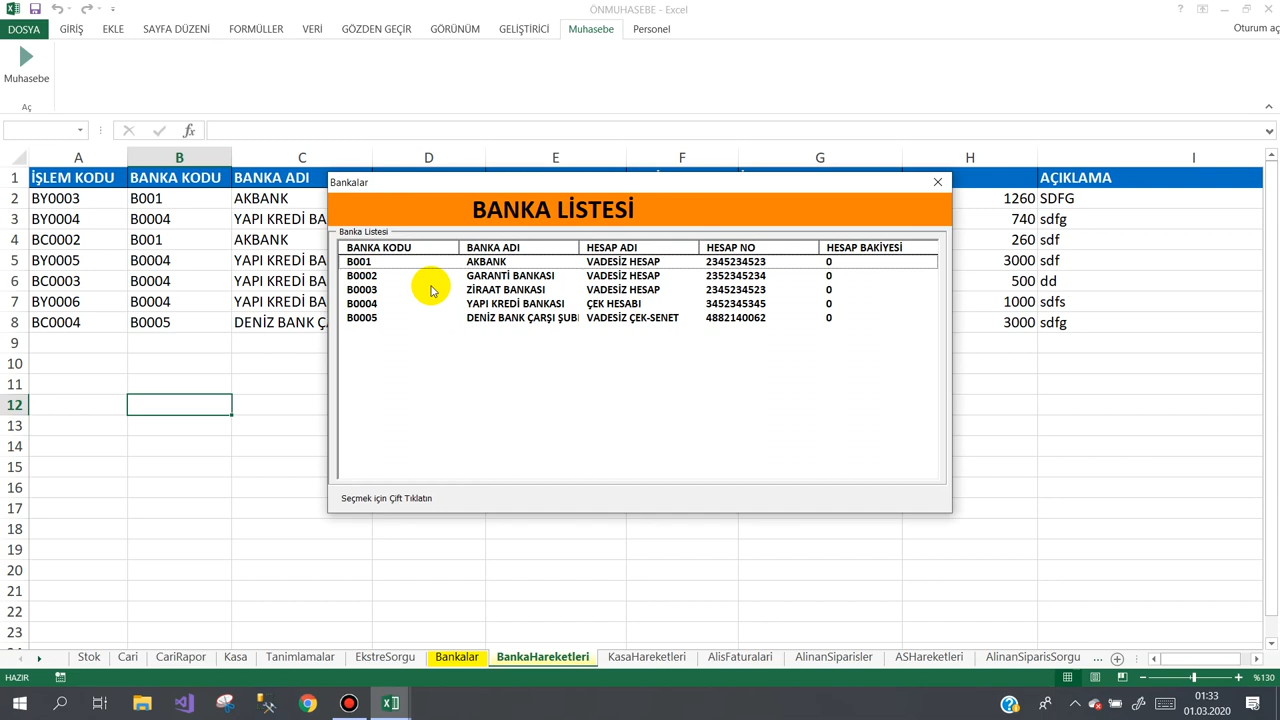 ÖNMUHASEBE - Excel
DOSYA GİRİŞ EKLE SAYFA DÜZENİ FORMÜLLER VERİ GÖZDEN GEÇİR GÖRÜNÜM GELİŞTİRİCİ Muhasebe Personel Oturum aç
Muhasebe
Aç
fx
A B C D E F G H I
1 İŞLEM KODU BANKA KODU BANKA ADI AÇIKLAMA
2 BY0003 B001 AKBANK 1260 SDFG
3 BY0004 B0004 YAPI KREDİ BA 740 sdfg
4 BC0002 B001 AKBANK 260 sdf
5 BY0005 B0004 YAPI KREDİ BA 3000 sdf
6 BC0003 B0004 YAPI KREDİ BA 500 dd
7 BY0006 B0004 YAPI KREDİ BA 1000 sdfs
8 BC0004 B0005 DENİZ BANK Ç 3000 sdfg
9
10
11
12
13
14
15
16
17
18
19
20
21
22
23
Bankalar
BANKA LİSTESİ
Banka Listesi
BANKA KODU BANKA ADI HESAP ADI HESAP NO HESAP BAKİYESİ
B001 AKBANK VADESİZ HESAP 2345234523 0
B0002 GARANTİ BANKASI VADESİZ HESAP 2352345234 0
B0003 ZİRAAT BANKASI VADESİZ HESAP 2345234523 0
B0004 YAPI KREDİ BANKASI ÇEK HESABI 3452345345 0
B0005 DENİZ BANK ÇARŞI ŞUB VADESİZ ÇEK-SENET 4882140062 0
Seçmek için Çift Tıklatın
Stok Cari CariRapor Kasa Tanimlamalar EkstreSorgu Bankalar BankaHareketleri KasaHareketleri AlisFaturalari AlinanSiparisler ASHareketleri AlinanSiparisSorgu ...
HAZIR %130
01:33
01.03.2020